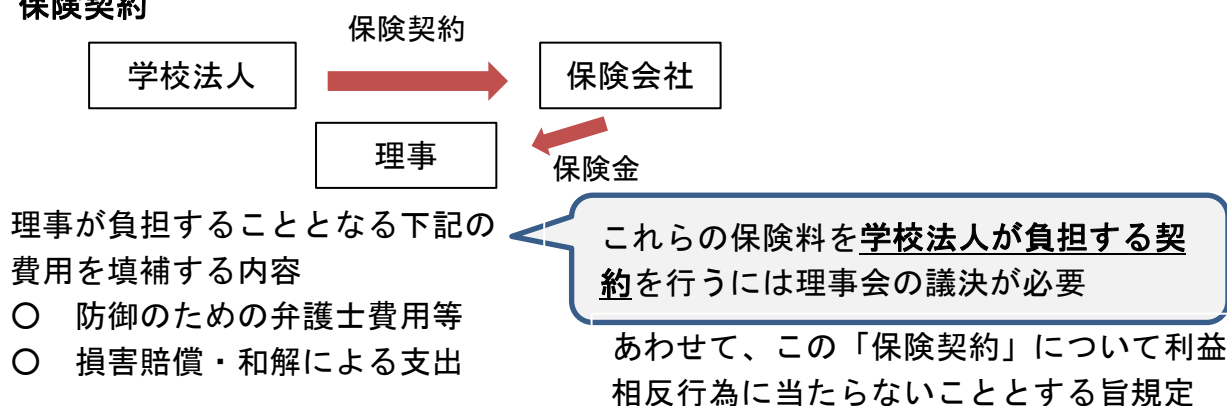 保険契約
保険契約
学校法人
保険会社
理事
保険金
理事が負担することとなる下記の
費用を填補する内容
○ 防御のための弁護士費用等
○ 損害賠償・和解による支出
これらの保険料を学校法人が負担する契
約を行うには理事会の議決が必要
あわせて、この「保険契約」について利益
相反行為に当たらないこととする旨規定